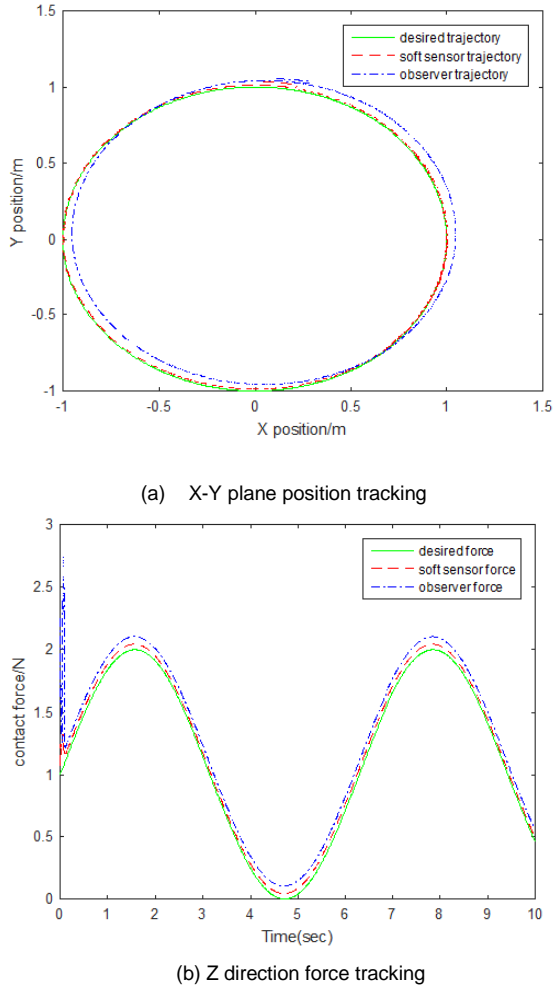 1.5
desired trajectory
soft sensor trajectory
observer trajectory
1
0.5
0
-0.5
-1
Y position/m
-1
-0.5
0
0.5
1
1.5
X position/m
(a) X-Y plane position tracking
3
desired force
soft sensor force
observer force
2.5
2
1.5
1
0.5
0
contact force/N
0
1
2
3
4
5
6
7
8
9
10
Time(sec)
(b) Z direction force tracking